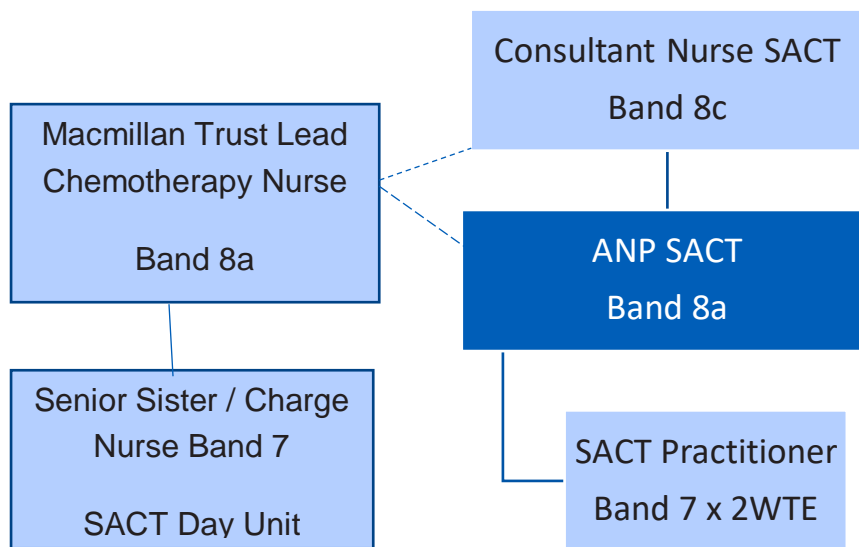 Consultant Nurse SACT
Band 8c
Macmillan Trust Lead
Chemotherapy Nurse
Band 8a
ANP SACT
Band 8a
Senior Sister / Charge
Nurse Band 7
SACT Day Unit
SACT Practitioner
Band 7 x 2WTE